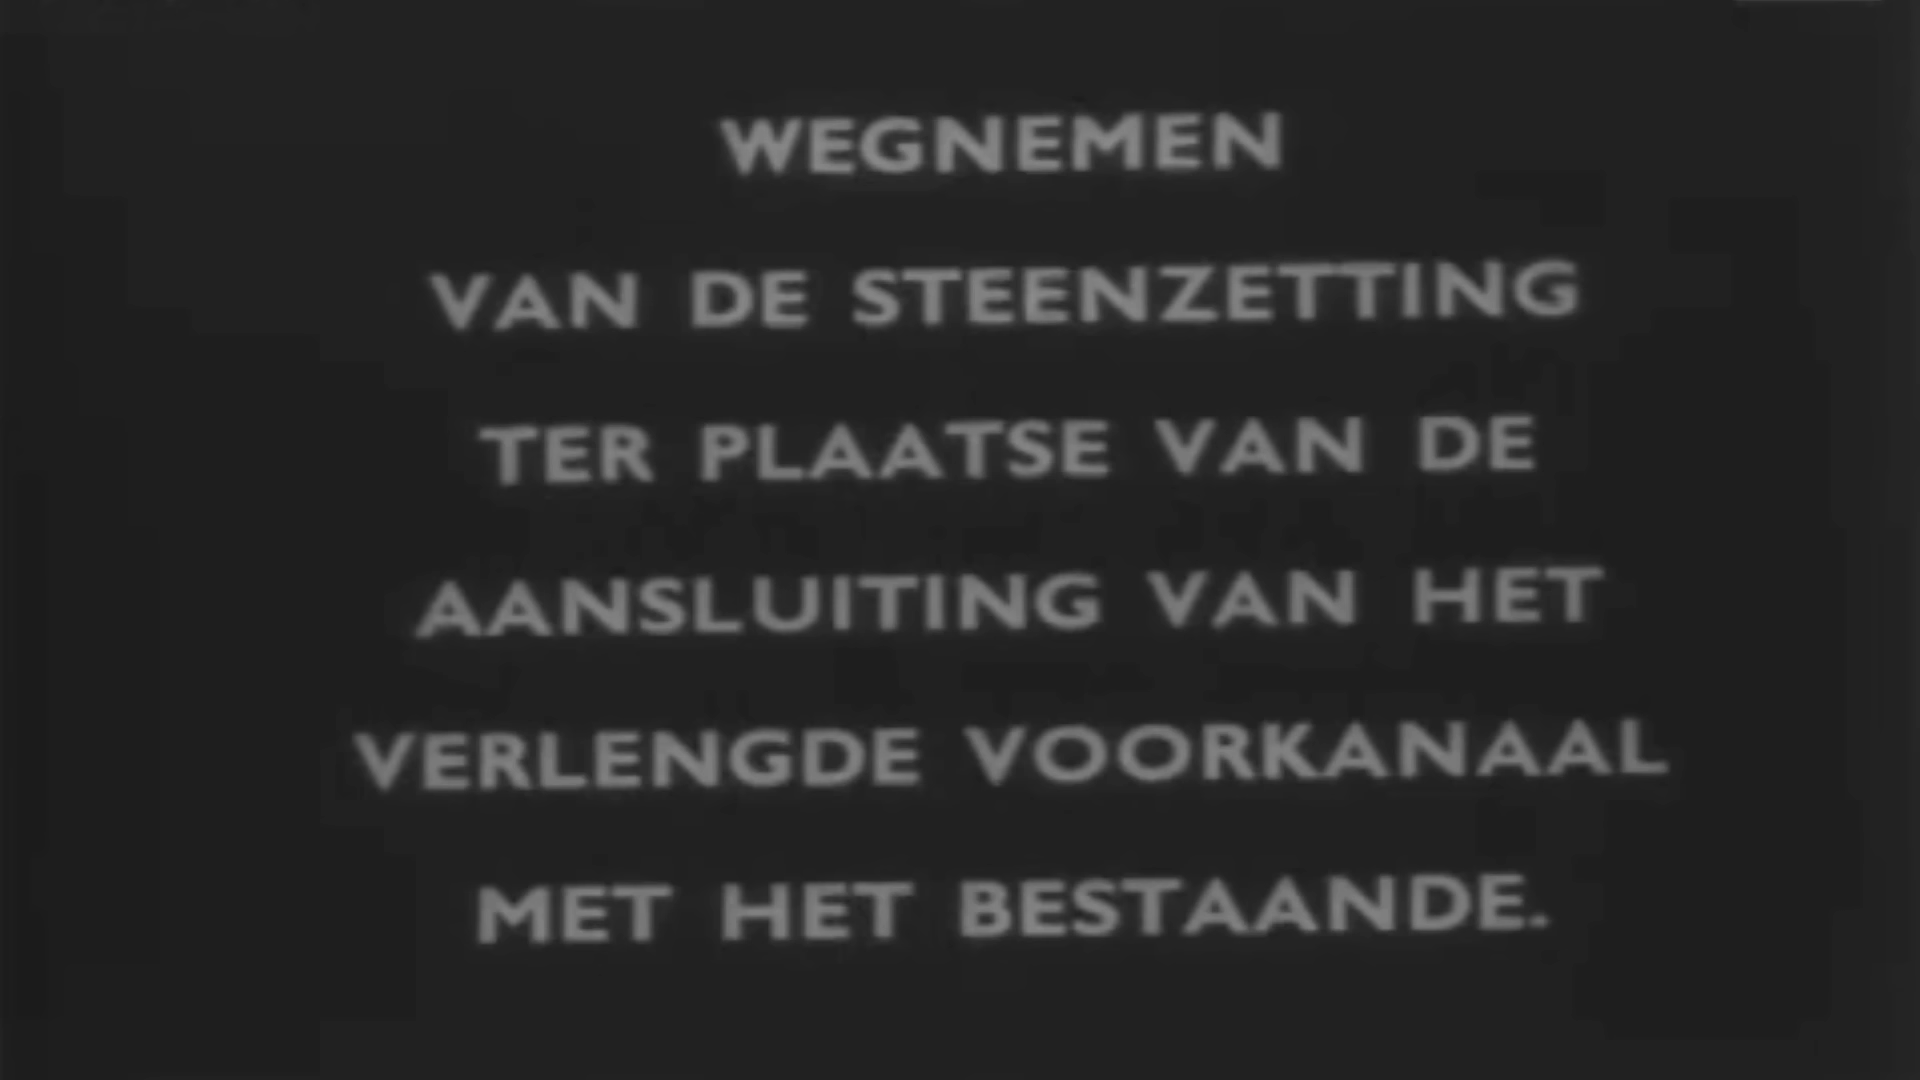 WEGNEMEN
VAN DE STEENZETTING
TER PLAATSE VAN DE
AANSLUITING VAN HET
VERLENGDE VOORKANAAL
MET HET BESTAANDE.